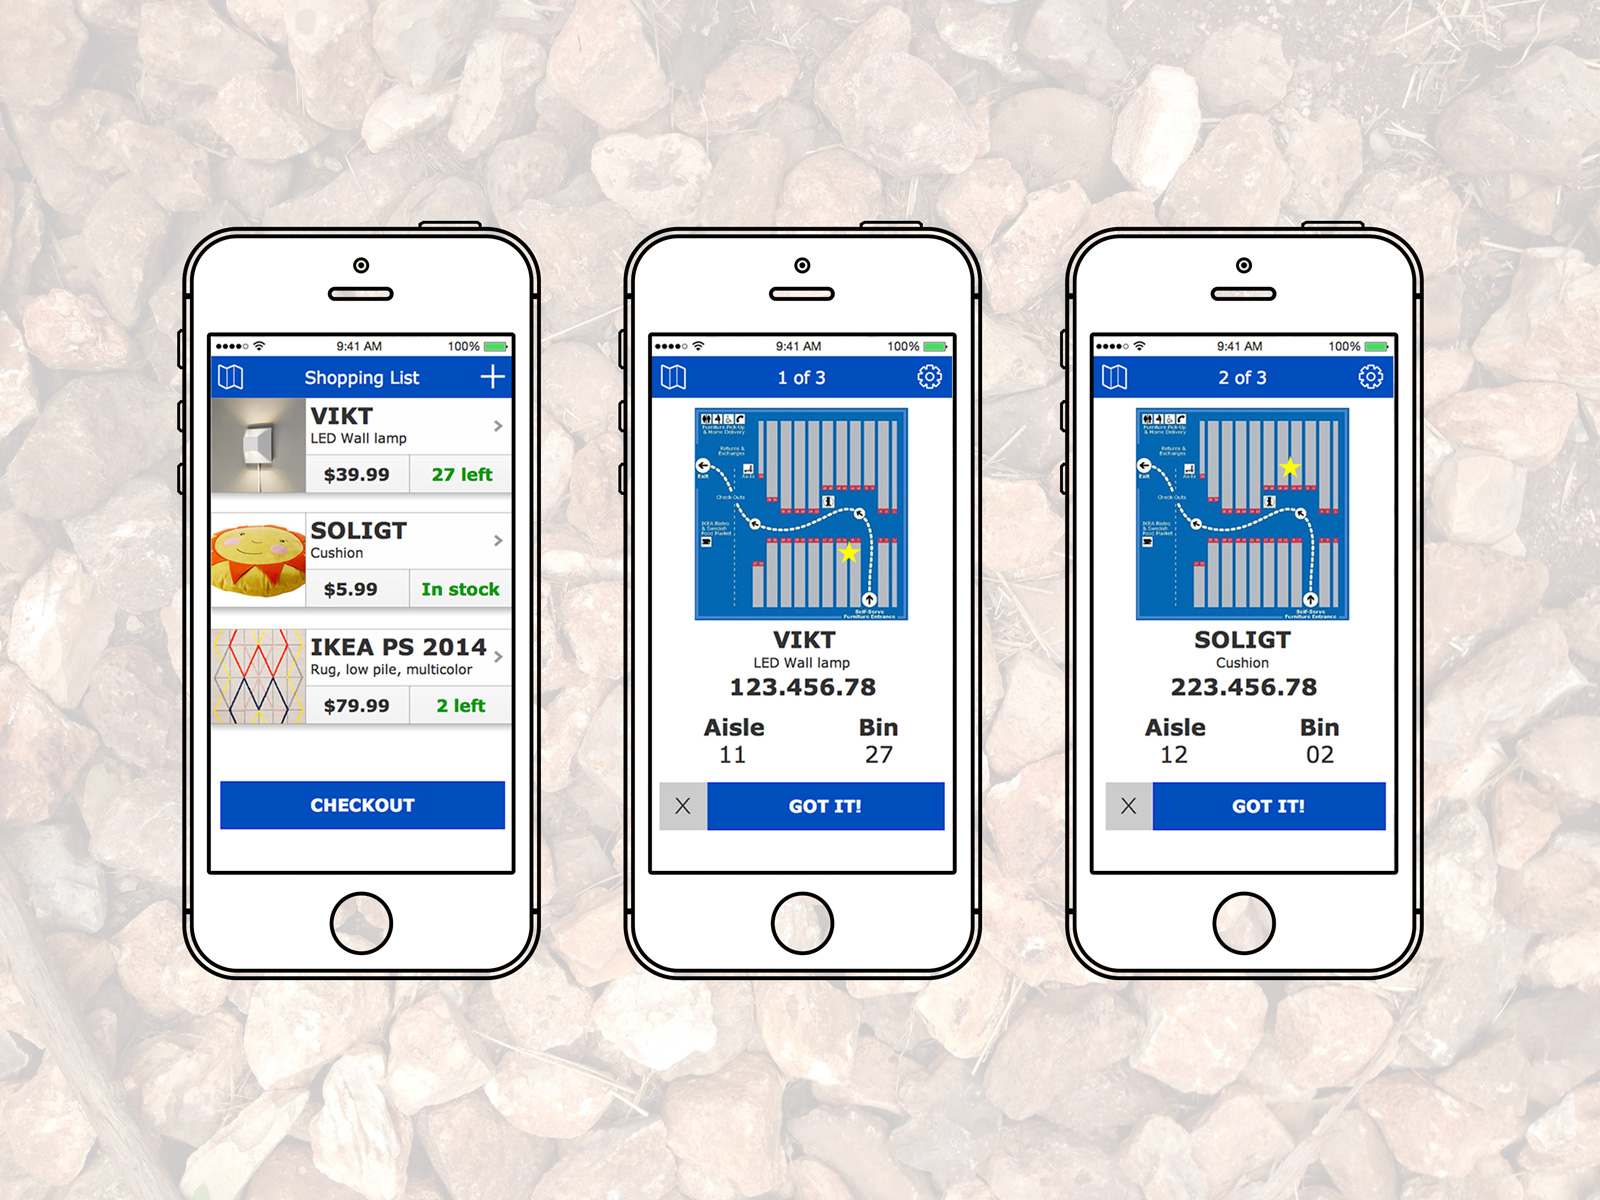 9:41 AM 100%
Shopping List
VIKT
LED Wall lamp
$39.99 27 left
SOLIGT
Cushion
$5.99 In stock
IKEA PS 2014
Rug, low pile, multicolor
$79.99 2 left
CHECKOUT
9:41 AM 100%
1 of 3
Furniture Pick-Up
& Home Delivery
Returns &
Exchanges
Exit
Check-Outs
IKEA Bistro
& Swedish
Food Market
Self-Serve
Furniture Entrance
VIKT
LED Wall lamp
123.456.78
Aisle Bin
11 27
X GOT IT!
9:41 AM 100%
2 of 3
Furniture Pick-Up
& Home Delivery
Returns &
Exchanges
Exit
Check-Outs
IKEA Bistro
& Swedish
Food Market
Self-Serve
Furniture Entrance
SOLIGT
Cushion
223.456.78
Aisle Bin
12 02
X GOT IT!